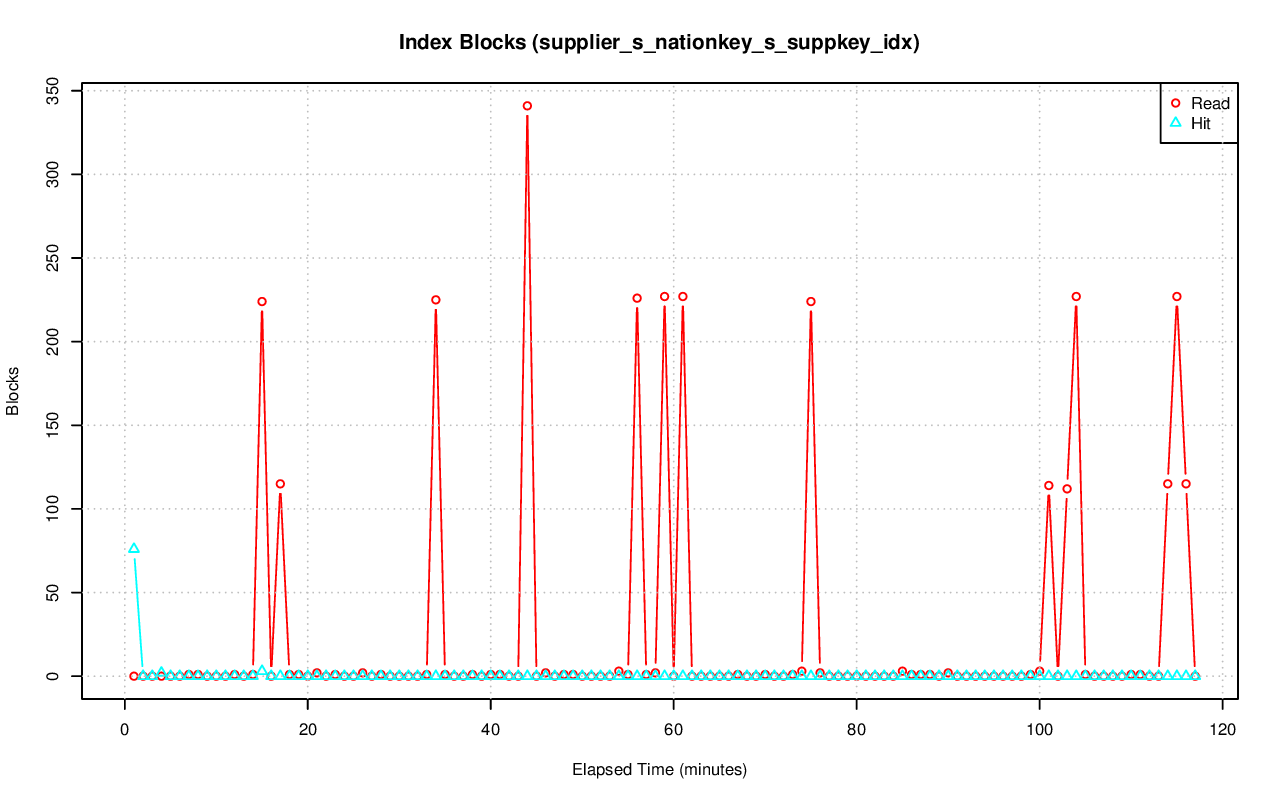 Index Blocks (supplier_s_nationkey_s_suppkey_idx)
350
300
250
200
150
100
50
0
Blocks
Read
Hit
0 20 40 60 80 100 120
Elapsed Time (minutes)